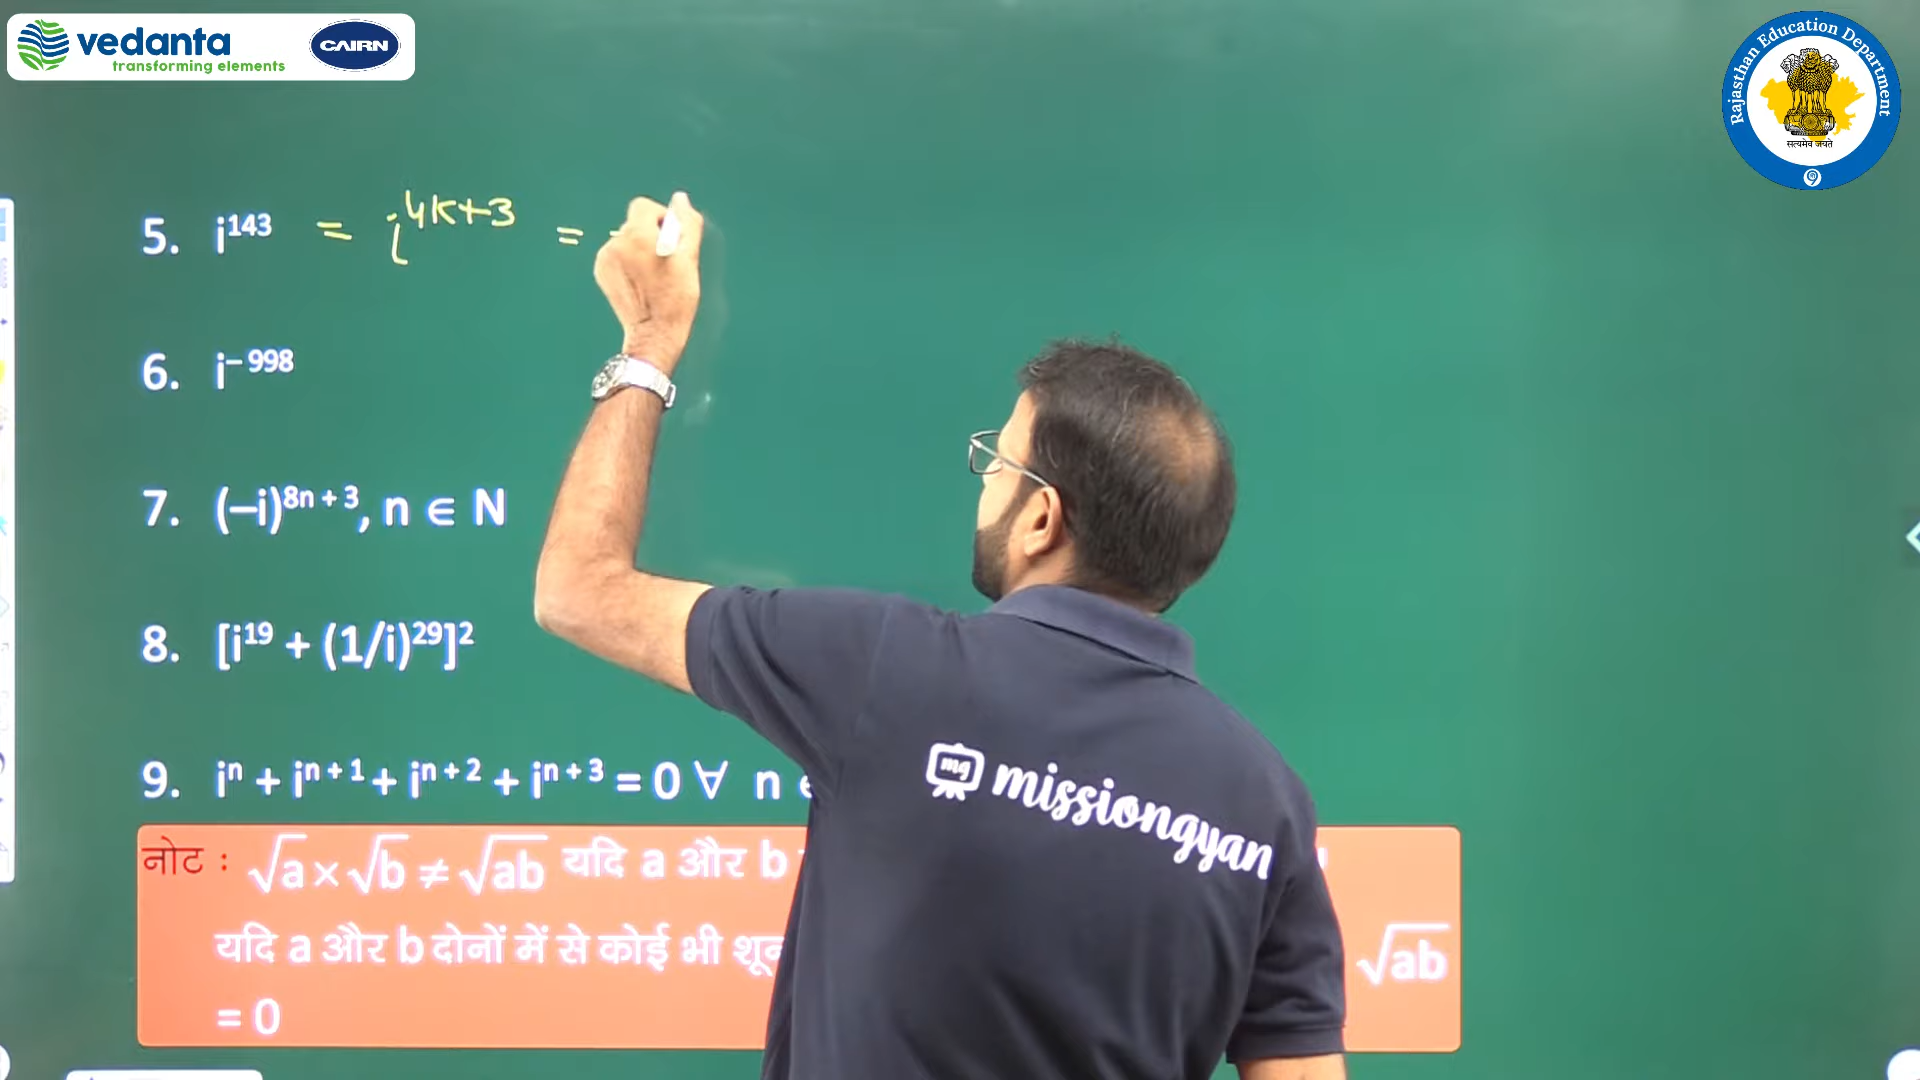 vedanta
transforming elements
CAIRN
Rajasthan Education Department
सत्यमेव जयते
5. i¹⁴³ = i⁴ᴷ⁺³ =
6. i⁻⁹⁹⁸
7. (–i)⁸ⁿ⁺³, n ∈ N
8. [i¹⁹ + (1/i)²⁹]²
9. iⁿ + iⁿ⁺¹ + iⁿ⁺² + iⁿ⁺³ = 0 ∀ n
mg missiongyan
नोट : √a × √b ≠ √ab यदि a और b
यदि a और b दोनों में से कोई भी √ab
= 0